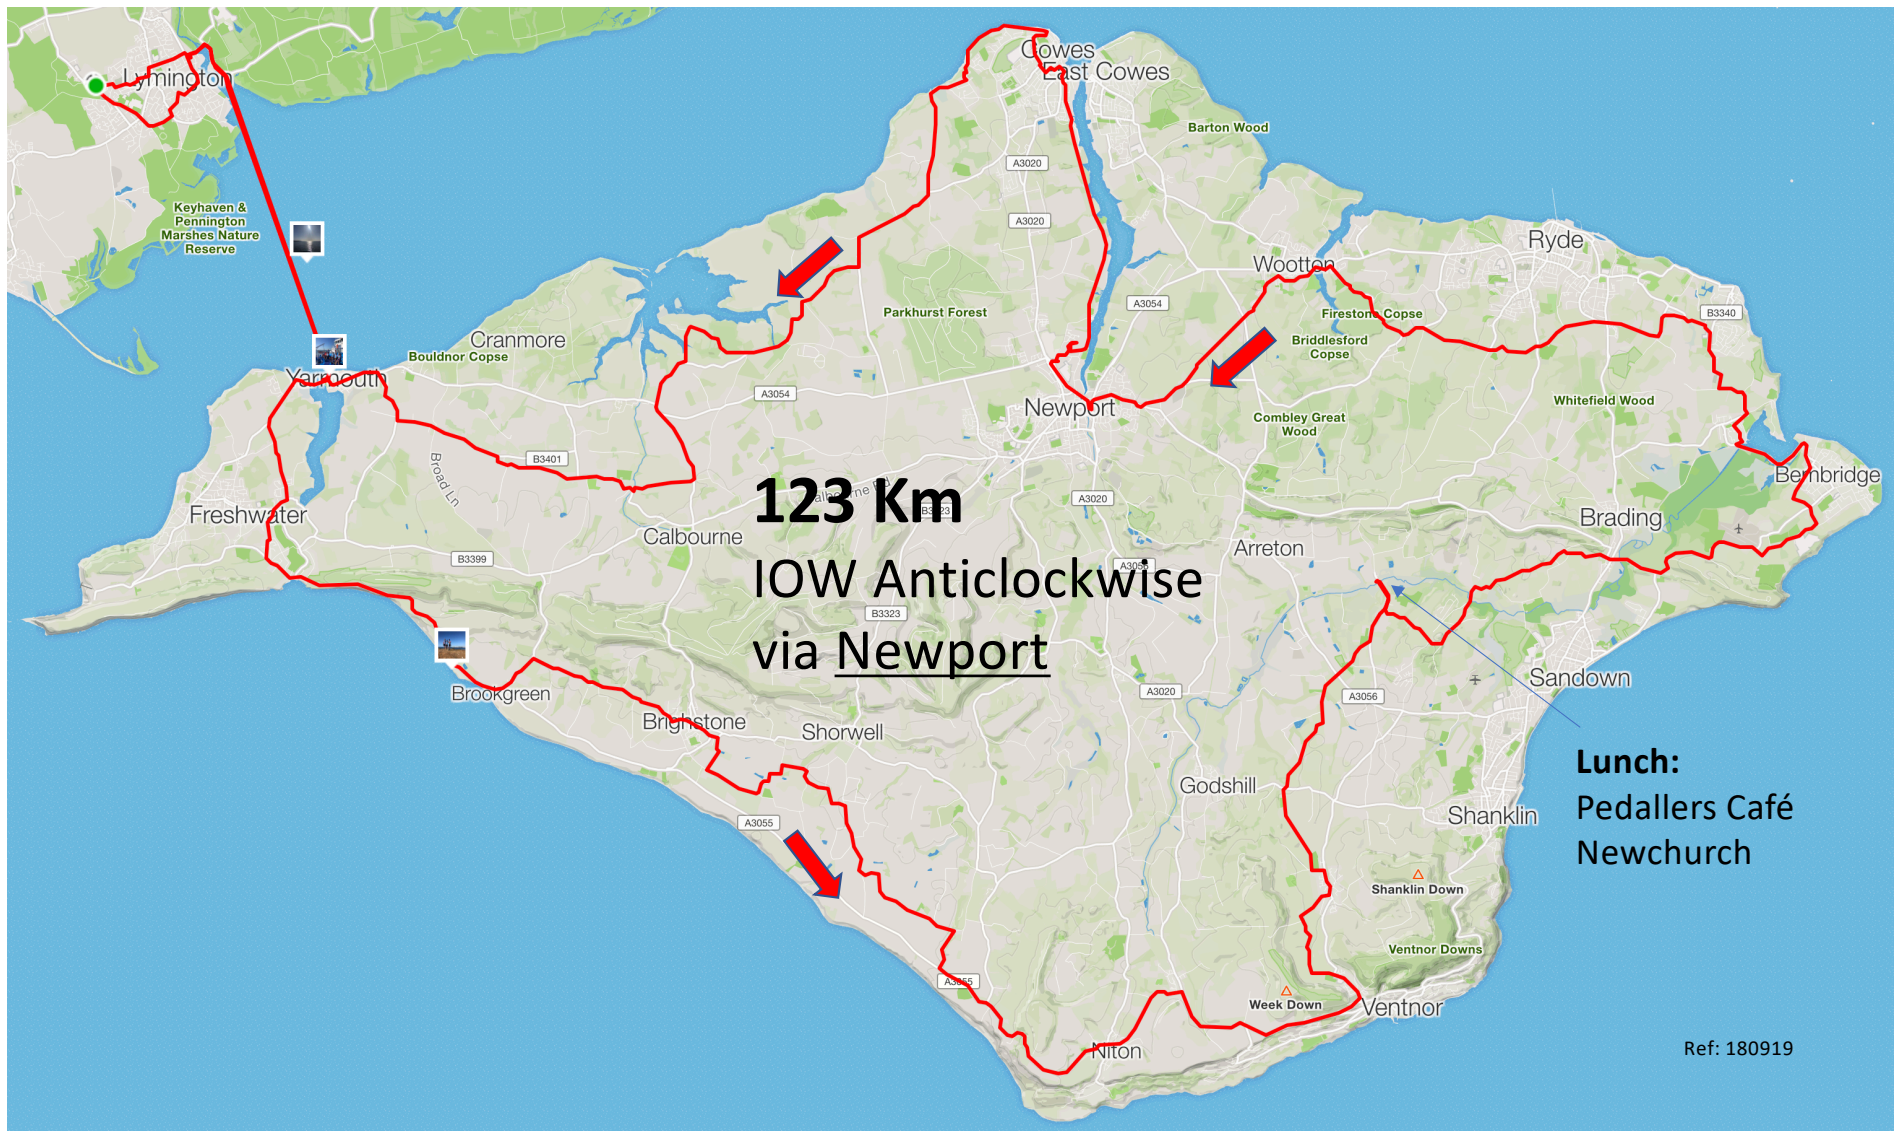 Cowes
East Cowes
Lymington
Barton Wood
A3020
Keyhaven &
Pennington
Marshes Nature
Reserve
A3020
Ryde
Wootton
A3054
Parkhurst Forest
Firestone Copse
B3340
Cranmore
Bouldnor Copse
Briddlesford
Copse
Yarmouth
A3054
Whitefield Wood
Newport
Combley Great
Wood
B3401
Broad Ln
Bembridge
123 Km
A3020
Freshwater
Brading
Calbourne
Arreton
B3399
IOW Anticlockwise
B3323
via Newport
Sandown
Brookgreen
A3020
A3056
Brighstone
Shorwell
Lunch:
Pedallers Café
Newchurch
Godshill
Shanklin
A3055
Shanklin Down
Ventnor Downs
A3055
Week Down
Ventnor
Niton
Ref: 180919